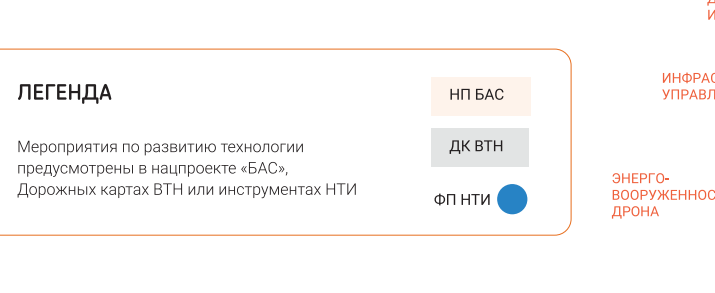 ЛЕГЕНДА
Мероприятия по развитию технологии
предусмотрены в нацпроекте «БАС»,
Дорожных картах ВТН или инструментах НТИ
НП БАС
ДК ВТН
ФП НТИ
ЭНЕРГО-
ДРОНА